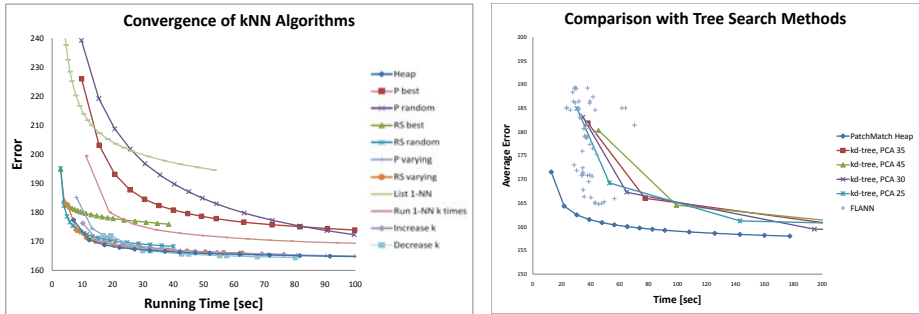 Convergence of kNN Algorithms
240
230
220
210
200
190
180
170
160
Error
0
10
20
30
40
50
60
70
80
90
100
Running Time [sec]
Heap
P best
P random
RS best
RS random
P varying
RS varying
List 1-NN
Run 1-NN k times
Increase k
Decrease k
Comparison with Tree Search Methods
200
195
190
185
180
175
170
165
160
155
150
Average Error
0
20
40
60
80
100
120
140
160
180
200
Time [sec]
PatchMatch Heap
kd-tree, PCA 35
kd-tree, PCA 45
kd-tree, PCA 30
kd-tree, PCA 25
FLANN